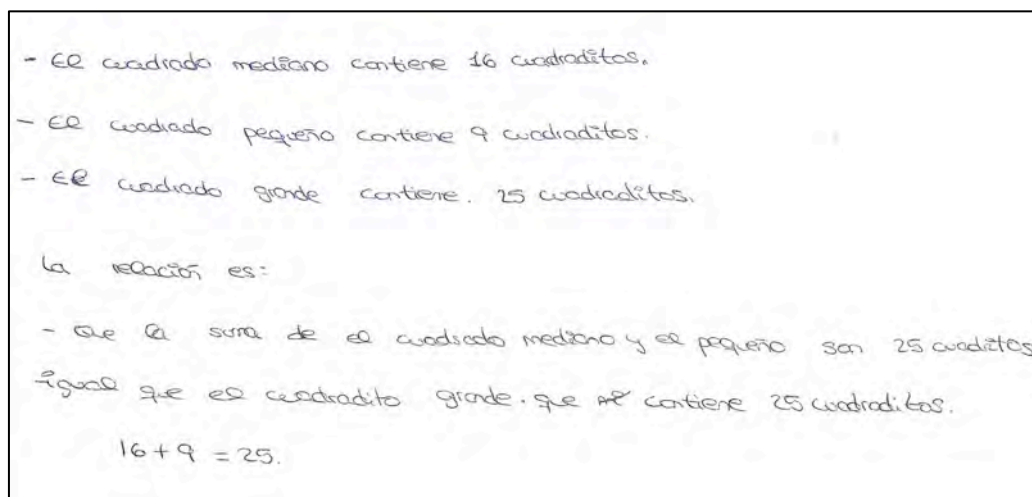 - El cuadrado mediano contiene 16 cuadraditos.
- El cuadrado pequeño contiene 9 cuadraditos.
- El cuadrado grande contiene. 25 cuadraditos.
La relación es:
- Que la suma de el cuadrado mediano y el pequeño son 25 cuaditos
igual que el cuadradito grande. que contiene 25 cuadraditos.
16 + 9 = 25.